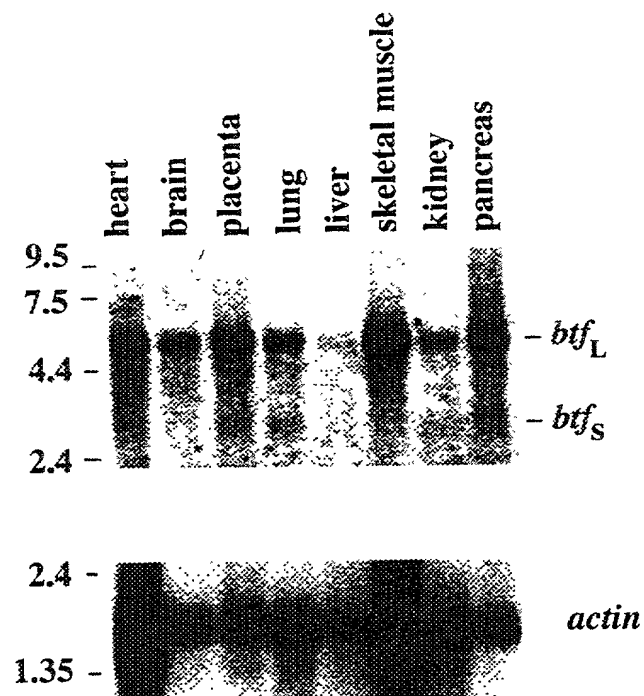 heart
brain
placenta
lung
liver
skeletal muscle
kidney
pancreas
9.5
7.5
4.4
2.4
btfL
btfS
2.4
1.35
actin